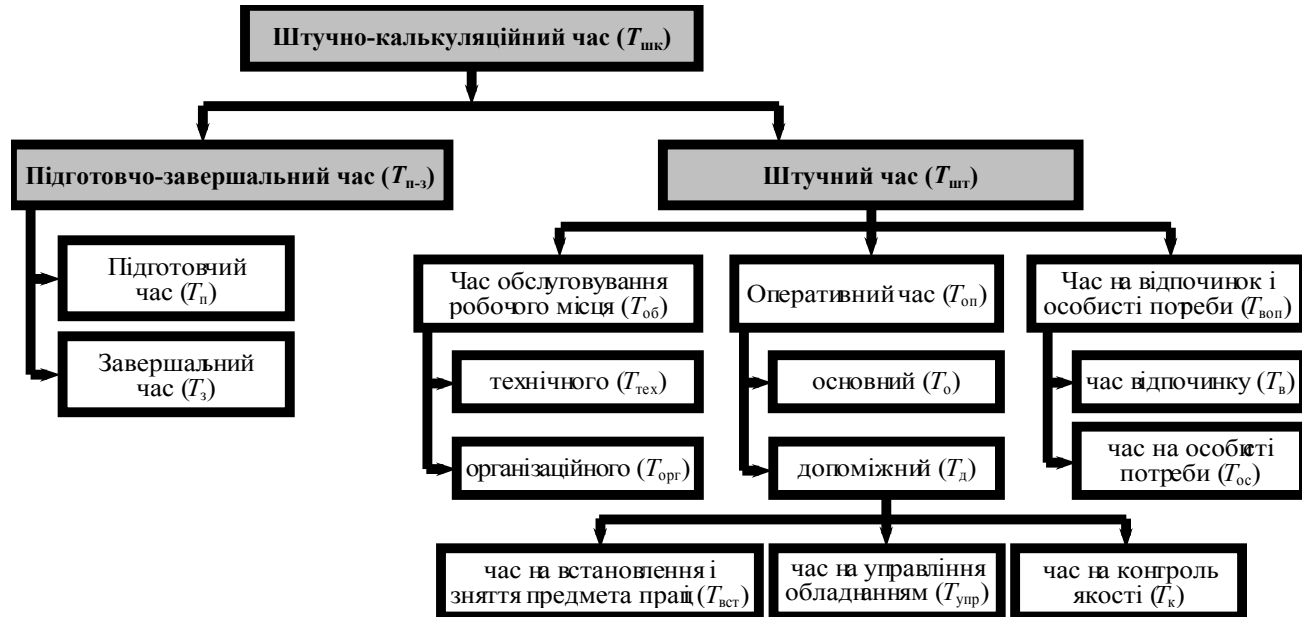 Штучно-калькуляційний час (Tшк)
Підготовчо-завершальний час (Tп-з)
Штучний час (Tшт)
Підготовчий
час (Tп)
Завершальний
час (Tз)
Час обслуговування
робочого місця (Tоб)
Оперативний час (Tоп)
Час на відпочинок і
особисті потреби (Tвоп)
технічного (Tтех)
основний (Tо)
час відпочинку (Tв)
організаційного (Tорг)
допоміжний (Tд)
час на особисті
потреби (Tос)
час на встановлення і
зняття предмета праці (Tвст)
час на управління
обладнанням (Tупр)
час на контроль
якості (Tк)